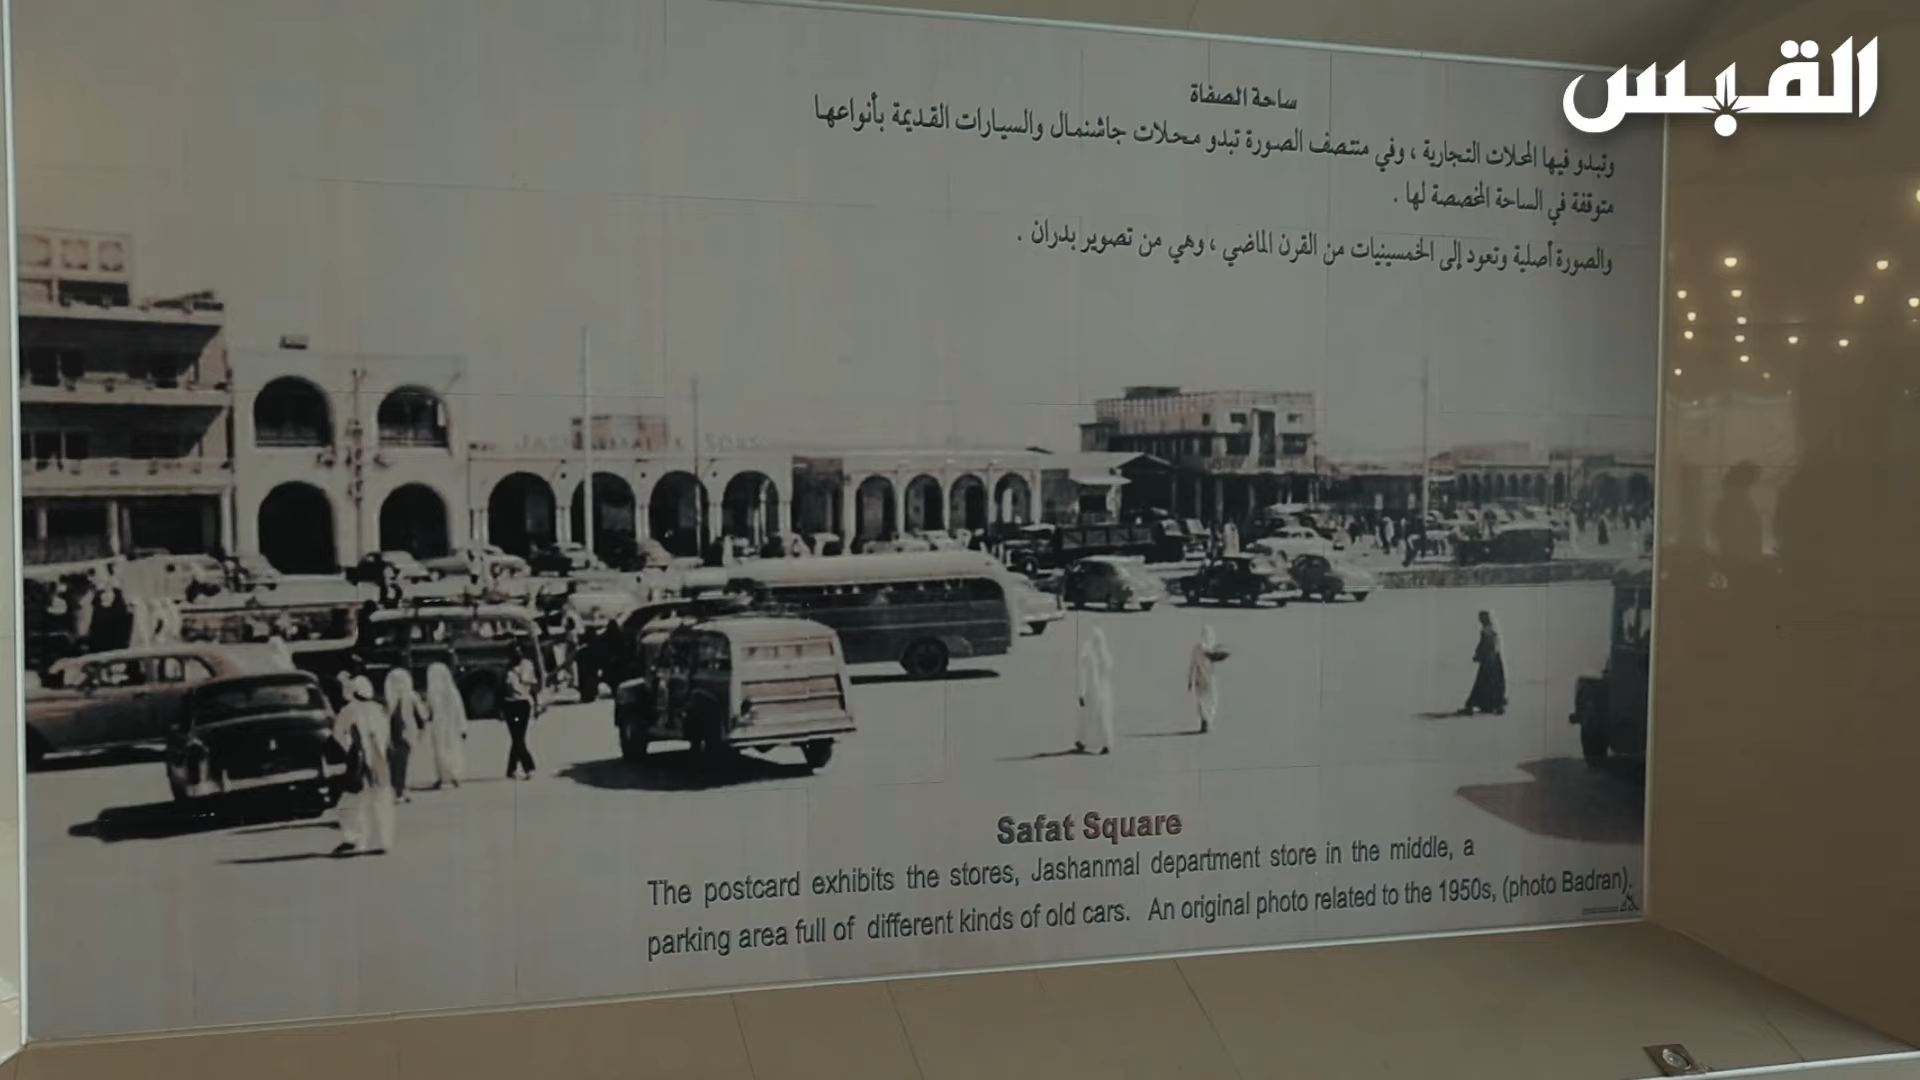 القبس
ساحة الصفاة
وتبدو فيها المحلات التجارية ، وفي منتصف الصورة تبدو محلات جاشنمال والسيارات القديمة بأنواعها
متوقفة في الساحة المخصصة لها .
والصورة أصلية وتعود إلى الخمسينيات من القرن الماضي ، وهي من تصوير بدران .
Safat Square
The postcard exhibits the stores, Jashanmal department store in the middle, a
parking area full of different kinds of old cars. An original photo related to the 1950s, (photo Badran).